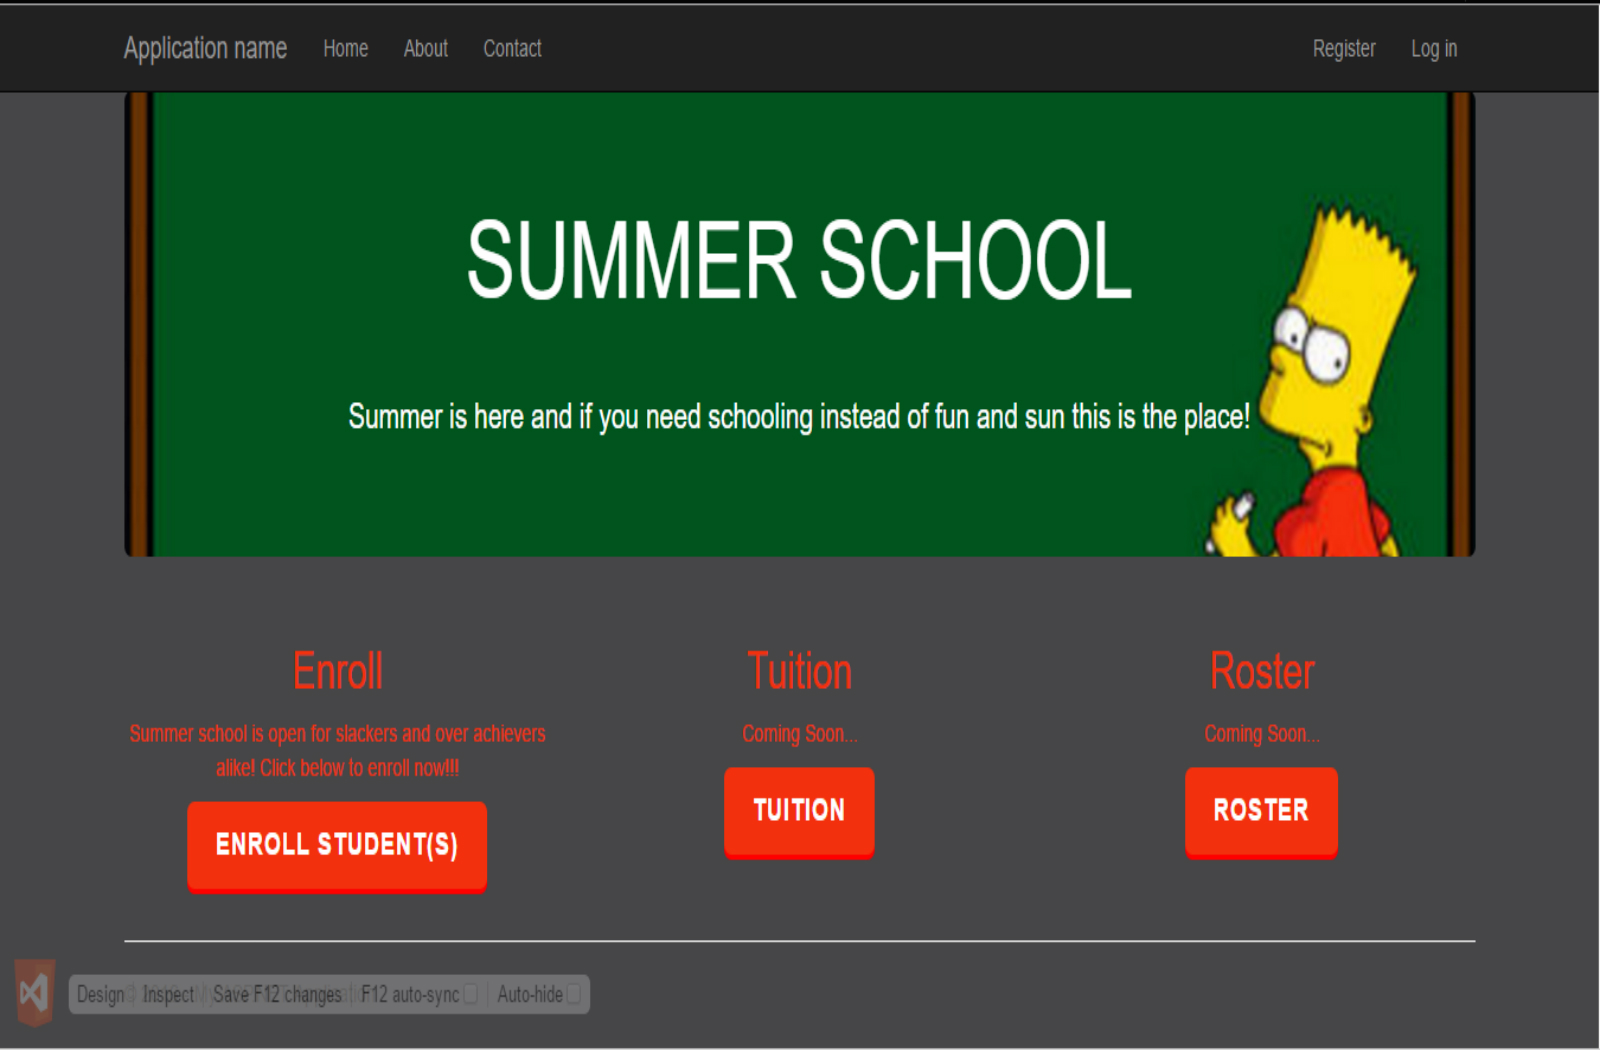 Application name Home About Contact Register Log in
SUMMER SCHOOL
Summer is here and if you need schooling instead of fun and sun this is the place!
Enroll
Summer school is open for slackers and over achievers
alike! Click below to enroll now!!!
ENROLL STUDENT(S)
Tuition
Coming Soon...
TUITION
Roster
Coming Soon...
ROSTER
Design Inspect Save F12 changes F12 auto-sync Auto-hide